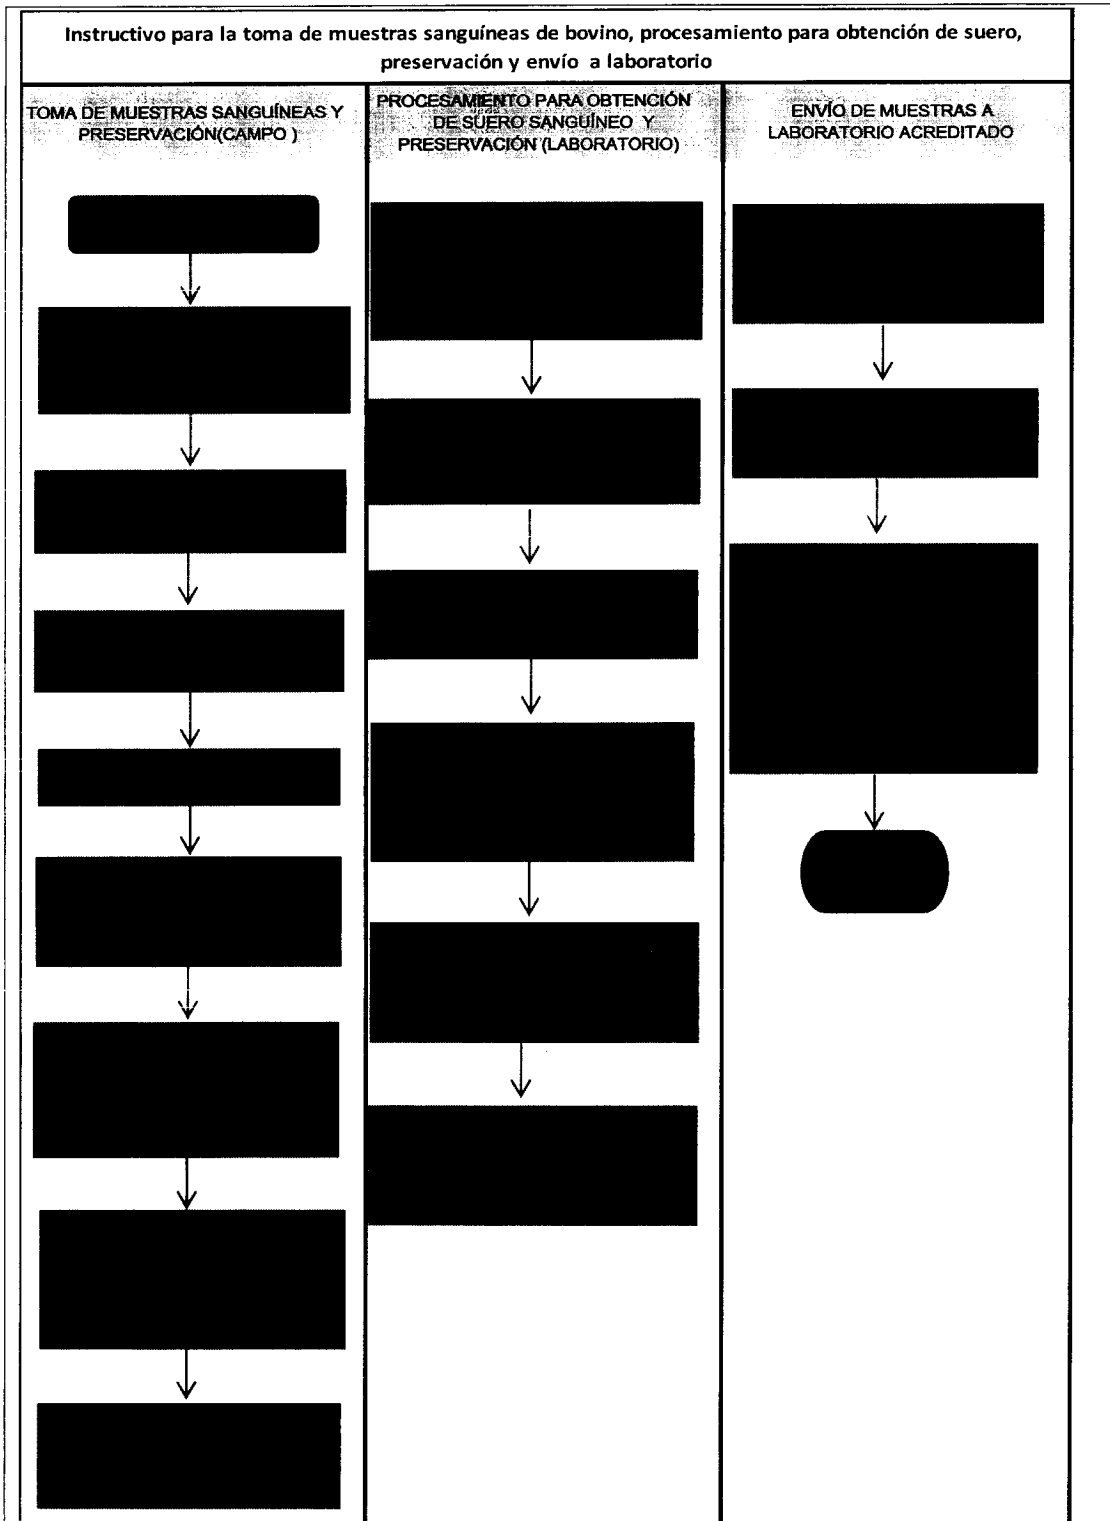 Instructivo para la toma de muestras sanguíneas de bovino, procesamiento para obtención de suero,
preservación y envío a laboratorio
TOMA DE MUESTRAS SANGUÍNEAS Y
PRESERVACIÓN(CAMPO )
PROCESAMIENTO PARA OBTENCIÓN
DE SUERO SANGUÍNEO Y
PRESERVACIÓN (LABORATORIO)
ENVÍO DE MUESTRAS A
LABORATORIO ACREDITADO